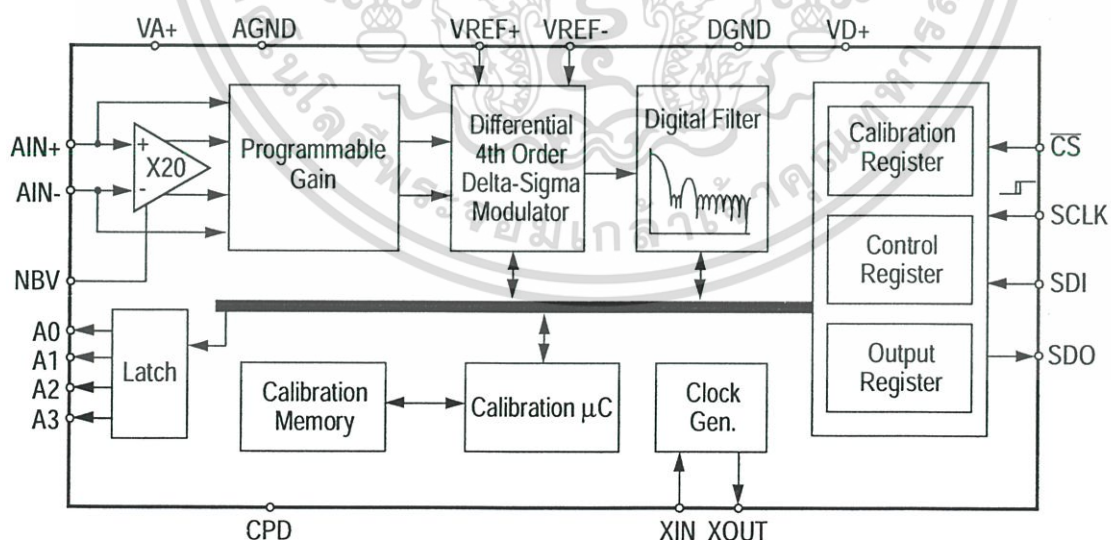 VA+ AGND VREF+ VREF- DGND VD+
AIN+
AIN-
NBV
A0
A1
A2
A3
+
X20
-
Programmable
Gain
Differential
4th Order
Delta-Sigma
Modulator
Digital Filter
Calibration
Register
Control
Register
Output
Register
CS
SCLK
SDI
SDO
Latch
Calibration
Memory
Calibration µC
Clock
Gen.
CPD XIN XOUT